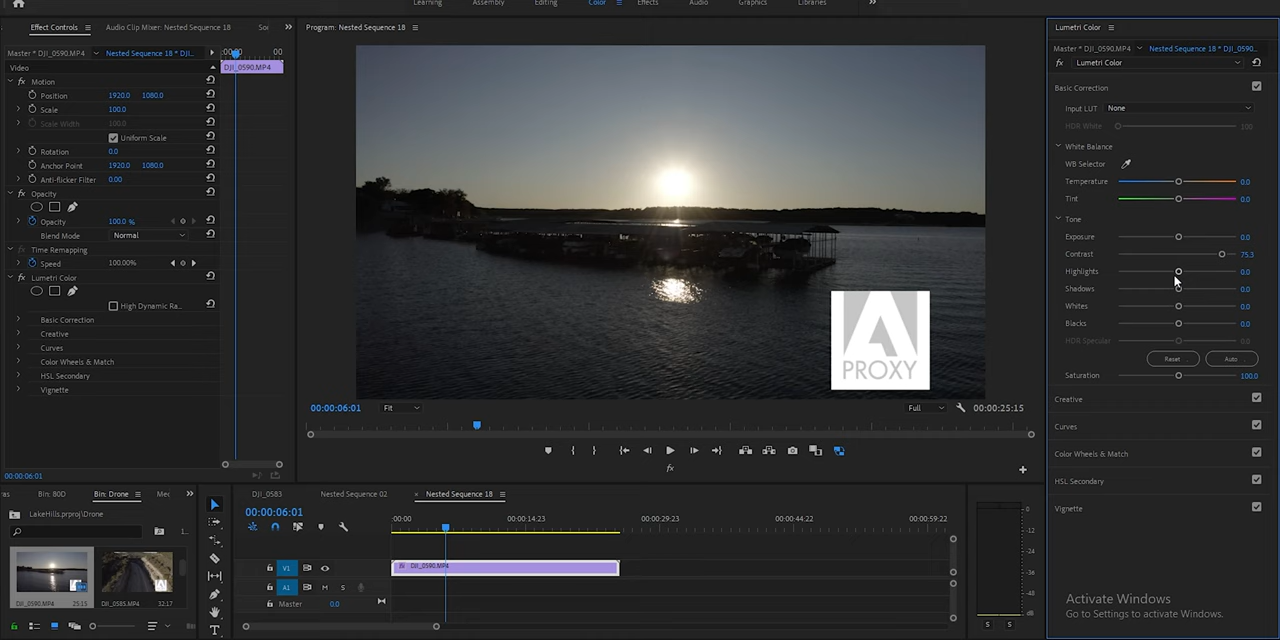 Learning Assembly Editing Color Effects Audio Graphics Libraries
Effect Controls Audio Clip Mixer: Nested Sequence 18
Program: Nested Sequence 18
Lumetri Color
Master * DJI_0590.MP4 Nested Sequence 18 * DJI... :00:00 00
Master * DJI_0590.MP4 Nested Sequence 18 * DJI_0590...
Video
DJI_0590.MP4
fx Lumetri Color
fx Motion
Position 1920.0 1080.0
Scale 100.0
Scale Width 100.0
Uniform Scale
Rotation 0.0
Anchor Point 1920.0 1080.0
Anti-flicker Filter 0.00
fx Opacity
Opacity 100.0 %
Blend Mode Normal
Time Remapping
Speed 100.00%
fx Lumetri Color
High Dynamic Ra...
Basic Correction
Creative
Curves
Color Wheels & Match
HSL Secondary
Vignette
00:00:06:01
A
PROXY
00:00:06:01 Fit Full 00:00:25:15
fx
Basic Correction
Input LUT None
HDR White 100
White Balance
WB Selector
Temperature 0.0
Tint 0.0
Tone
Exposure 0.0
Contrast 75.3
Highlights 0.0
Shadows 0.0
Whites 0.0
Blacks 0.0
HDR Specular 0.0
Reset Auto
Saturation 100.0
Creative
Curves
Color Wheels & Match
HSL Secondary
Vignette
Bin: 80D Bin: Drone
LakeHills.prproj\Drone
DJI_0590.MP4 25:15
DJI_0585.MP4 32:17
DJI_0583 Nested Sequence 02 × Nested Sequence 18
00:00:06:01
:00:00 00:00:14:23 00:00:29:23 00:00:44:22 00:00:59:22
V1
fx DJI_0590.MP4
A1 M S
Master 0.0
0
-12
-24
-36
-48
dB
S S
Activate Windows
Go to Settings to activate Windows.